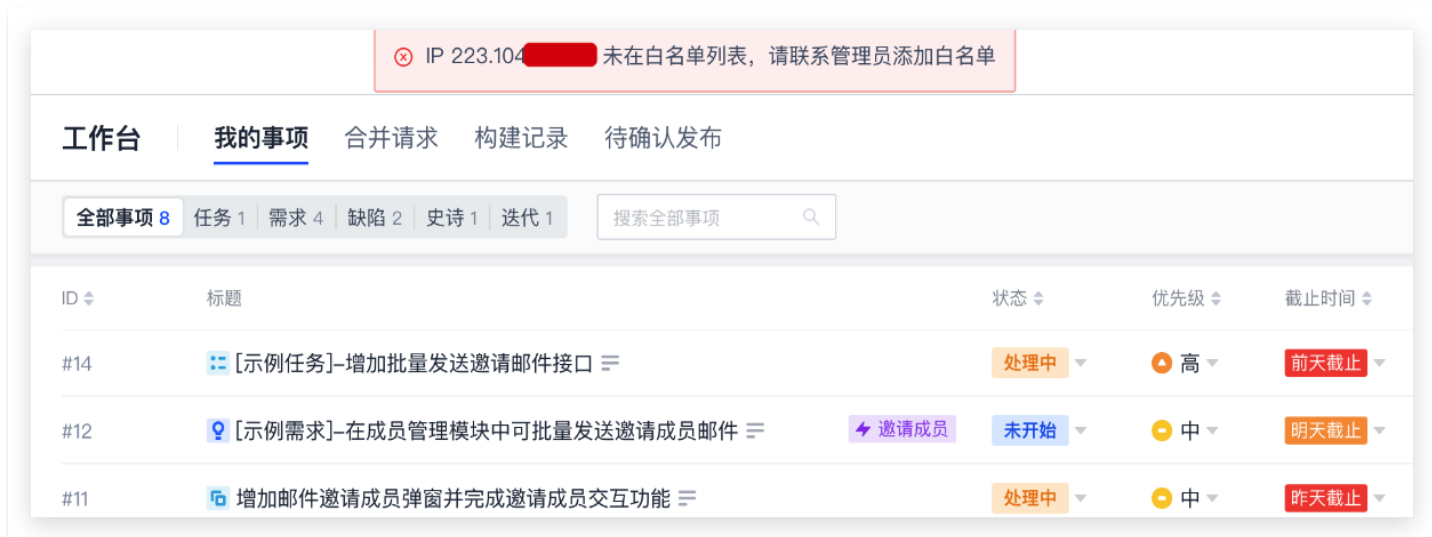 IP 223.104 未在白名单列表，请联系管理员添加白名单
工作台 我的事项 合并请求 构建记录 待确认发布
全部事项 8 任务 1 需求 4 缺陷 2 史诗 1 迭代 1 搜索全部事项
ID 标题 状态 优先级 截止时间
#14 [示例任务]–增加批量发送邀请邮件接口 处理中 高 前天截止
#12 [示例需求]–在成员管理模块中可批量发送邀请成员邮件 邀请成员 未开始 中 明天截止
#11 增加邮件邀请成员弹窗并完成邀请成员交互功能 处理中 中 昨天截止